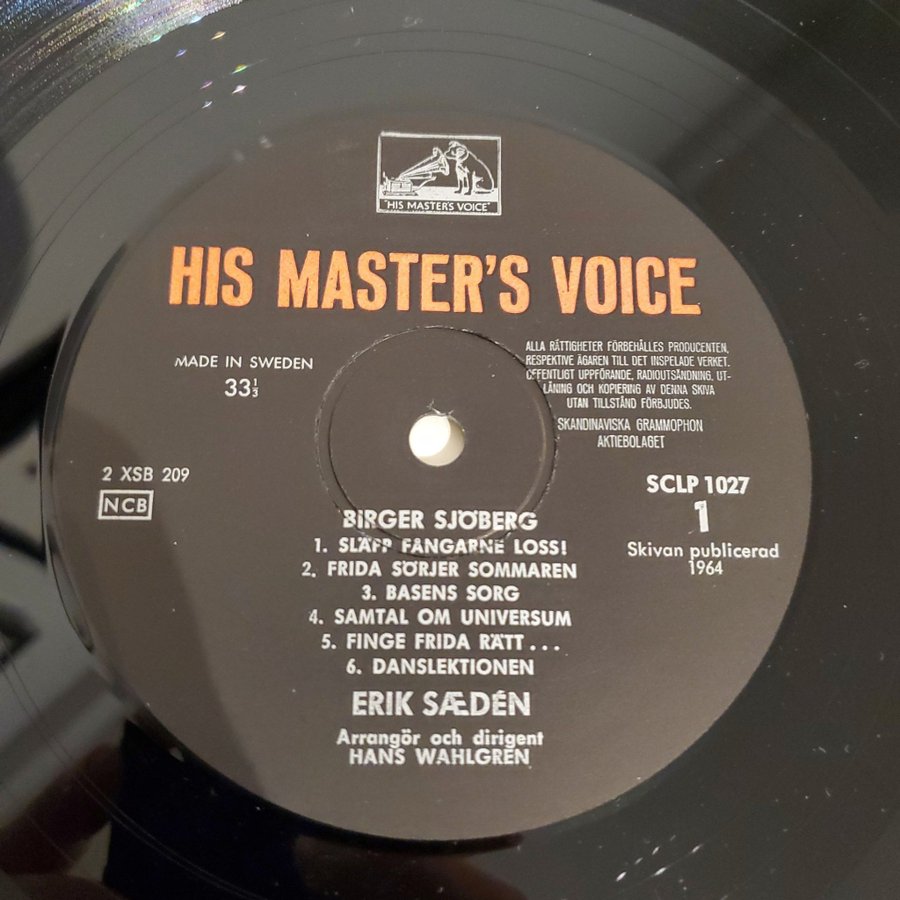 "HIS MASTER'S VOICE"
HIS MASTER'S VOICE
MADE IN SWEDEN
33⅓
ALLA RÄTTIGHETER FÖRBEHÅLLES PRODUCENTEN,
RESPEKTIVE ÄGAREN TILL DET INSPELADE VERKET.
OFFENTLIGT UPPFÖRANDE, RADIOUTSÄNDNING, UT-
LÅNING OCH KOPIERING AV DENNA SKIVA
UTAN TILLSTÅND FÖRBJUDES.
SKANDINAVISKA GRAMMOPHON
AKTIEBOLAGET
2 XSB 209
NCB
SCLP 1027
1
Skivan publicerad
1964
BIRGER SJÖBERG
1. SLÄPP FÅNGARNE LOSS!
2. FRIDA SÖRJER SOMMAREN
3. BASENS SORG
4. SAMTAL OM UNIVERSUM
5. FINGE FRIDA RÄTT...
6. DANSLEKTIONEN
ERIK SÆDÉN
Arrangör och dirigent
HANS WAHLGREN